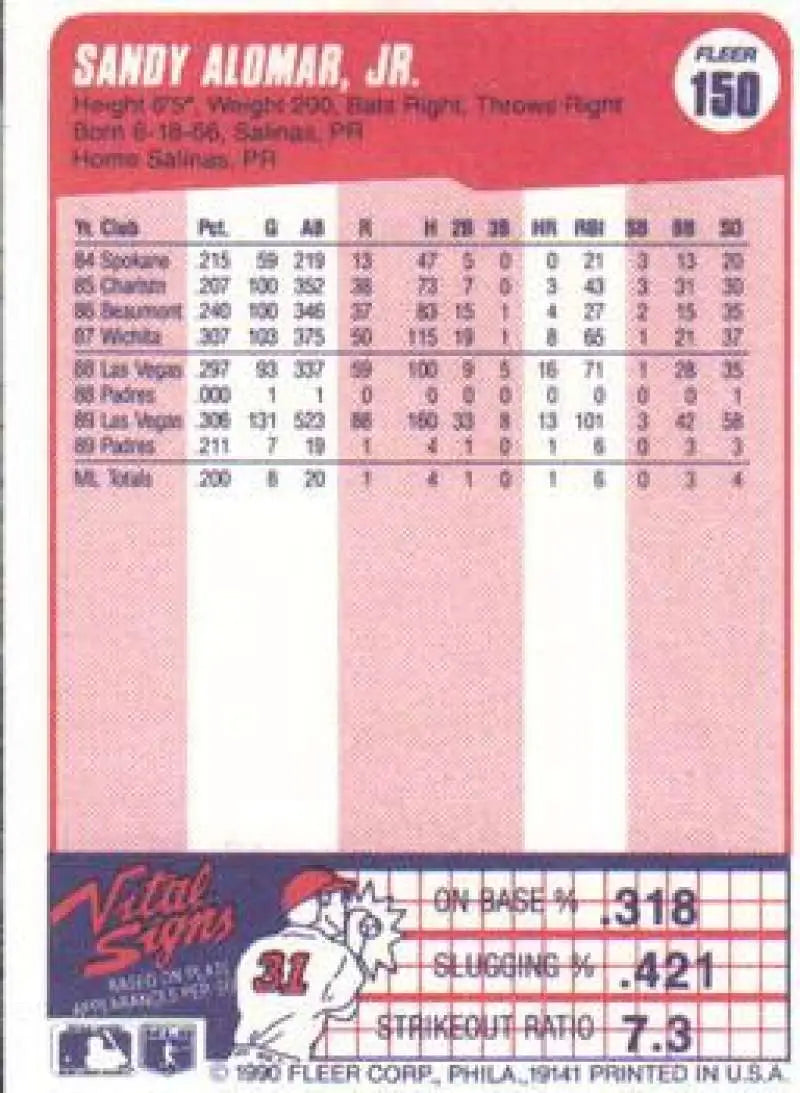 SANDY ALOMAR, JR.
FLEER
150
Height 6'5", Weight 200, Bats Right, Throws Right
Born 6-18-66, Salinas, PR
Home Salinas, PR
Yr. Club Pct. G AB R H 2B 3B HR RBI SB BB SO
84 Spokane .215 59 219 13 47 5 0 0 21 3 13 20
85 Charlstn .207 100 352 38 73 7 0 3 43 3 31 30
86 Beaumont .240 100 346 37 83 15 1 4 27 2 15 35
87 Wichita .307 103 375 50 115 19 1 8 65 1 21 37
88 Las Vegas .297 93 337 59 100 9 5 16 71 1 28 35
88 Padres .000 1 1 0 0 0 0 0 0 0 0 1
89 Las Vegas .306 131 523 88 160 33 8 13 101 3 42 58
89 Padres .211 7 19 1 4 1 0 1 6 0 3 3
ML Totals .200 8 20 1 4 1 0 1 6 0 3 4
Vital
Signs
BASED ON PLATE
APPEARANCES PER
31
ON BASE % .318
SLUGGING % .421
STRIKEOUT RATIO 7.3
© 1990 FLEER CORP., PHILA., 19141 PRINTED IN U.S.A.